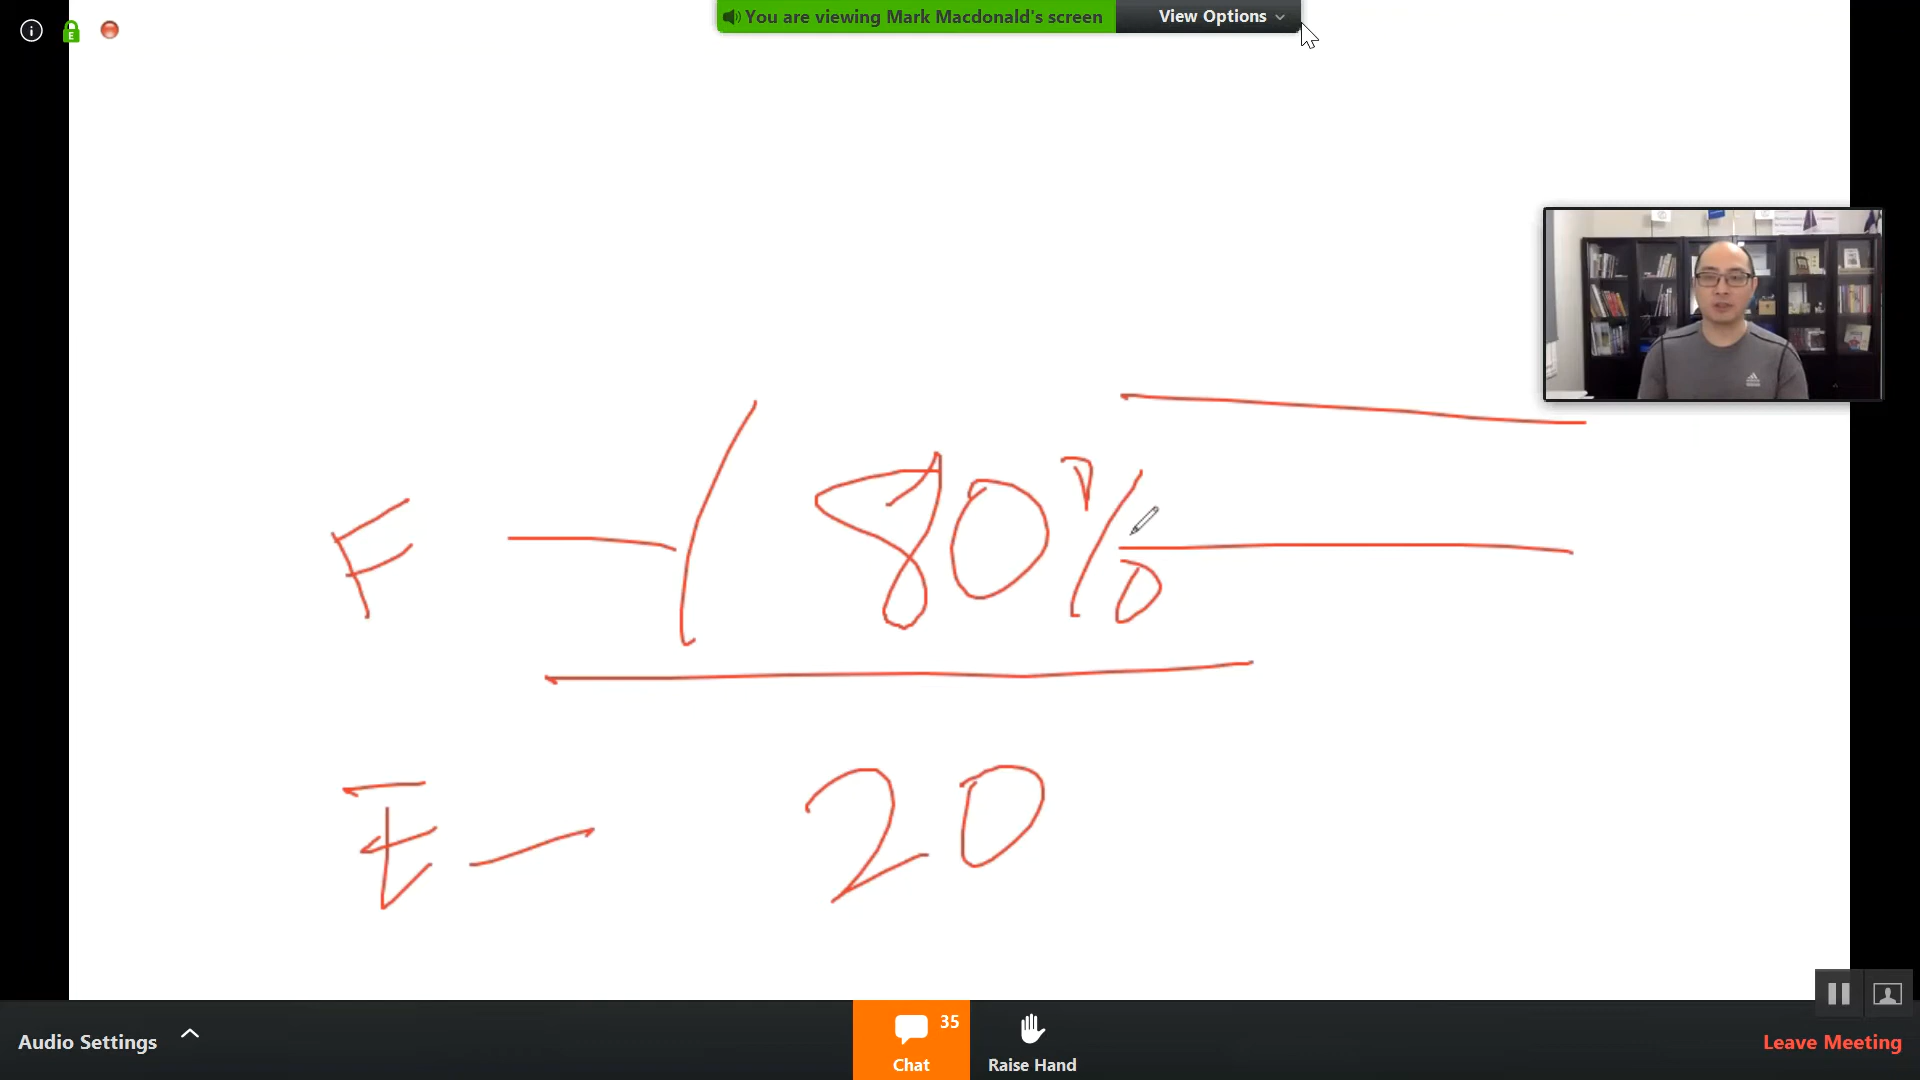 You are viewing Mark Macdonald's screen
View Options
F — ( 80%
E — 20
Audio Settings
35
Chat
Raise Hand
Leave Meeting